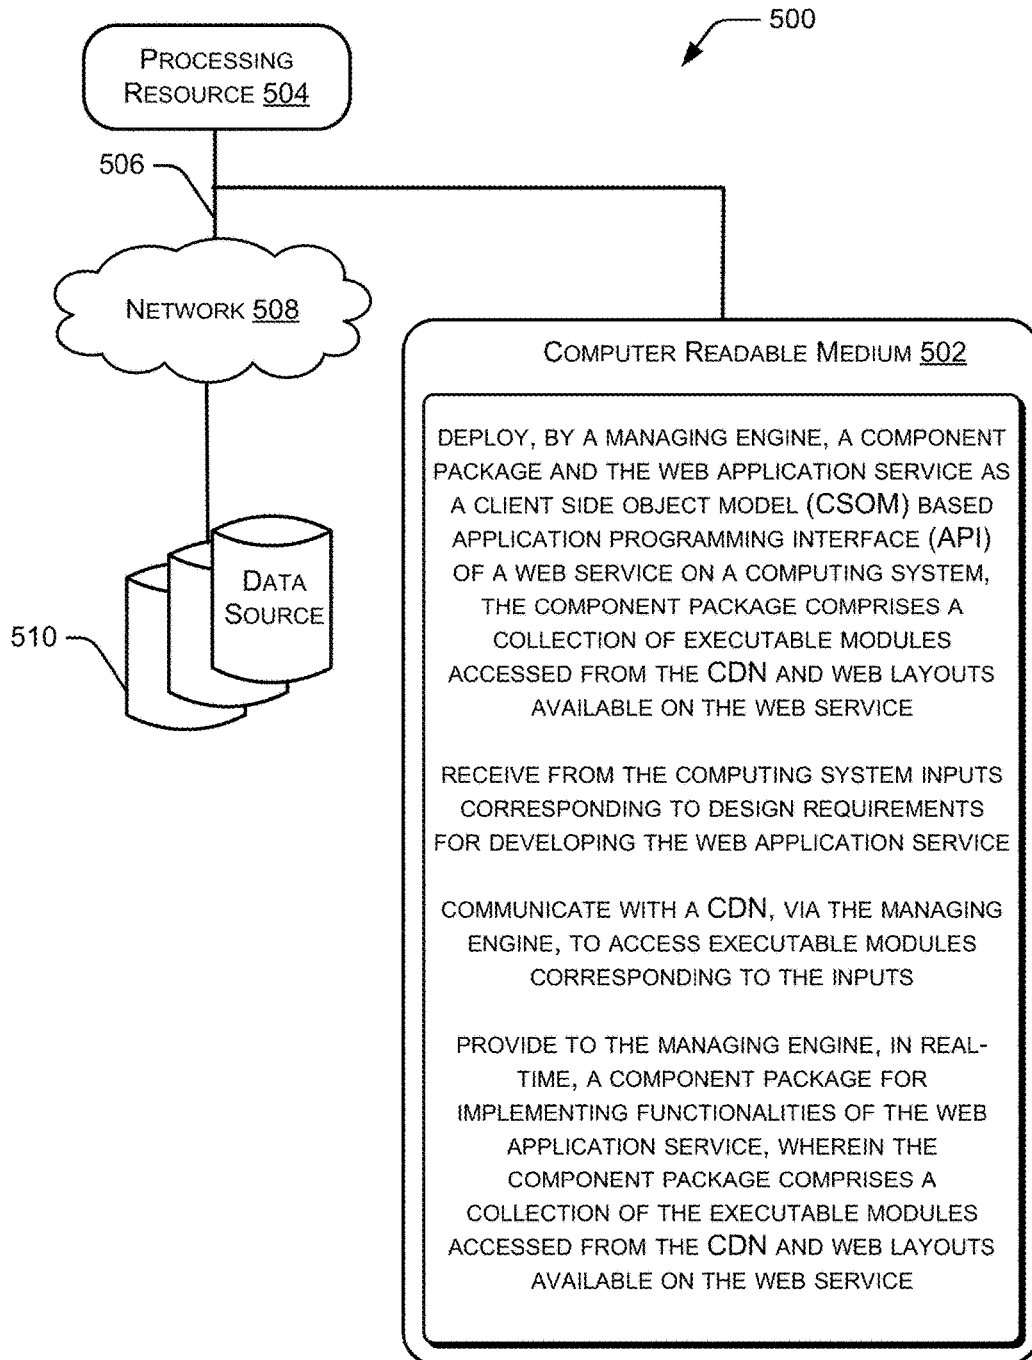 500
PROCESSING
RESOURCE 504
506
NETWORK 508
DATA
SOURCE
510
COMPUTER READABLE MEDIUM 502
DEPLOY, BY A MANAGING ENGINE, A COMPONENT
PACKAGE AND THE WEB APPLICATION SERVICE AS
A CLIENT SIDE OBJECT MODEL (CSOM) BASED
APPLICATION PROGRAMMING INTERFACE (API)
OF A WEB SERVICE ON A COMPUTING SYSTEM,
THE COMPONENT PACKAGE COMPRISES A
COLLECTION OF EXECUTABLE MODULES
ACCESSED FROM THE CDN AND WEB LAYOUTS
AVAILABLE ON THE WEB SERVICE
RECEIVE FROM THE COMPUTING SYSTEM INPUTS
CORRESPONDING TO DESIGN REQUIREMENTS
FOR DEVELOPING THE WEB APPLICATION SERVICE
COMMUNICATE WITH A CDN, VIA THE MANAGING
ENGINE, TO ACCESS EXECUTABLE MODULES
CORRESPONDING TO THE INPUTS
PROVIDE TO THE MANAGING ENGINE, IN REAL-
TIME, A COMPONENT PACKAGE FOR
IMPLEMENTING FUNCTIONALITIES OF THE WEB
APPLICATION SERVICE, WHEREIN THE
COMPONENT PACKAGE COMPRISES A
COLLECTION OF THE EXECUTABLE MODULES
ACCESSED FROM THE CDN AND WEB LAYOUTS
AVAILABLE ON THE WEB SERVICE